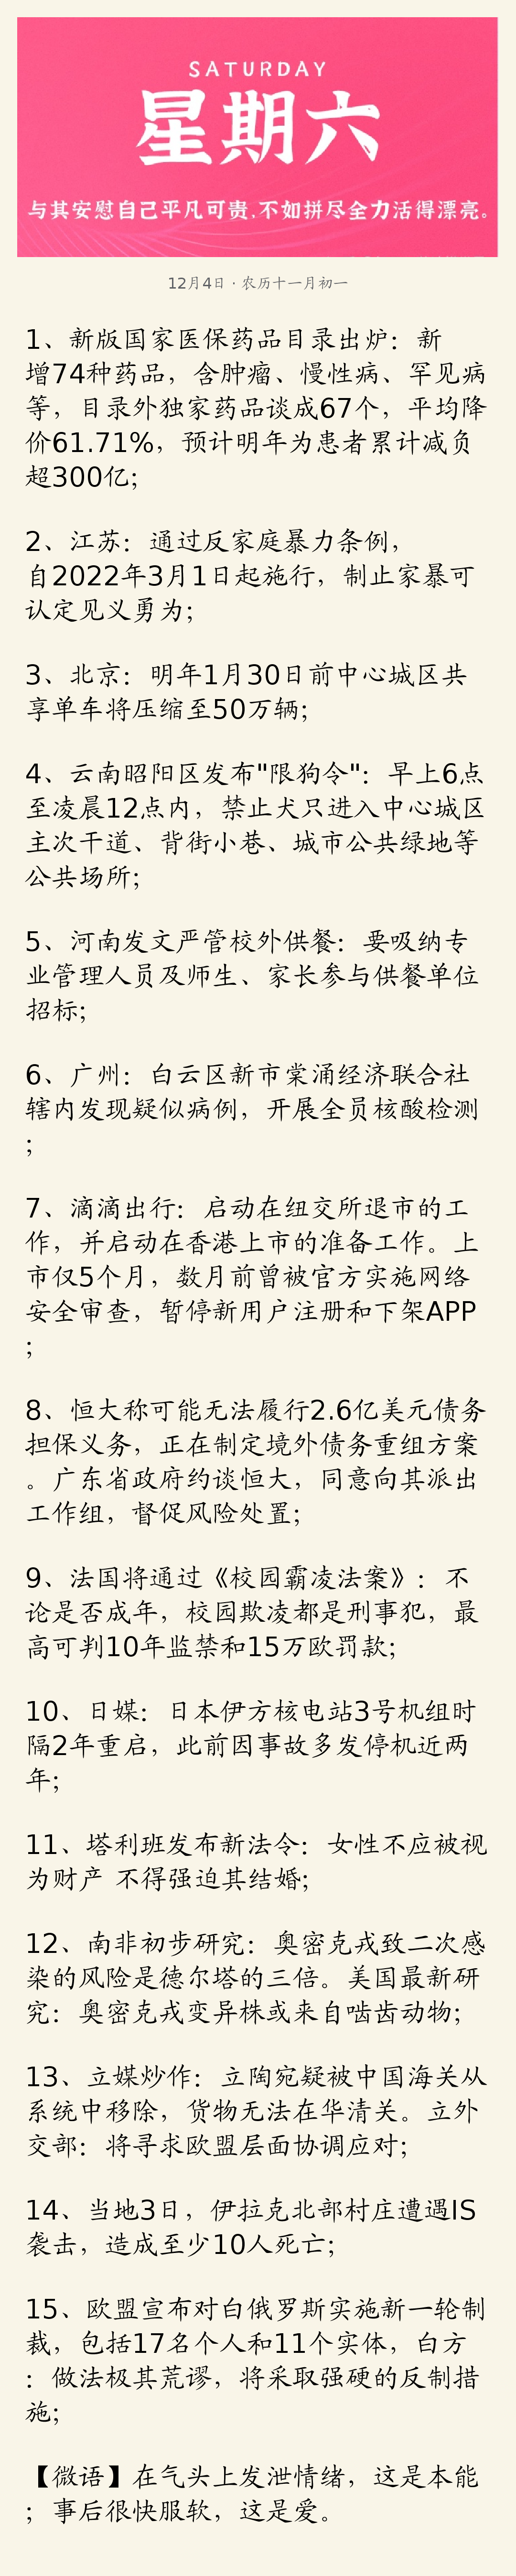 SATURDAY
星期六
与其安慰自己平凡可贵,不如拼尽全力活得漂亮。
12月4日·农历十一月初一
1、新版国家医保药品目录出炉：新
增74种药品，含肿瘤、慢性病、罕见病
等，目录外独家药品谈成67个，平均降
价61.71%，预计明年为患者累计减负
超300亿；
2、江苏：通过反家庭暴力条例，
自2022年3月1日起施行，制止家暴可
认定见义勇为；
3、北京：明年1月30日前中心城区共
享单车将压缩至50万辆；
4、云南昭阳区发布"限狗令"：早上6点
至凌晨12点内，禁止犬只进入中心城区
主次干道、背街小巷、城市公共绿地等
公共场所；
5、河南发文严管校外供餐：要吸纳专
业管理人员及师生、家长参与供餐单位
招标；
6、广州：白云区新市棠涌经济联合社
辖内发现疑似病例，开展全员核酸检测
；
7、滴滴出行：启动在纽交所退市的工
作，并启动在香港上市的准备工作。上
市仅5个月，数月前曾被官方实施网络
安全审查，暂停新用户注册和下架APP
；
8、恒大称可能无法履行2.6亿美元债务
担保义务，正在制定境外债务重组方案
。广东省政府约谈恒大，同意向其派出
工作组，督促风险处置；
9、法国将通过《校园霸凌法案》：不
论是否成年，校园欺凌都是刑事犯，最
高可判10年监禁和15万欧罚款；
10、日媒：日本伊方核电站3号机组时
隔2年重启，此前因事故多发停机近两
年；
11、塔利班发布新法令：女性不应被视
为财产 不得强迫其结婚；
12、南非初步研究：奥密克戎致二次感
染的风险是德尔塔的三倍。美国最新研
究：奥密克戎变异株或来自啮齿动物；
13、立媒炒作：立陶宛疑被中国海关从
系统中移除，货物无法在华清关。立外
交部：将寻求欧盟层面协调应对；
14、当地3日，伊拉克北部村庄遭遇IS
袭击，造成至少10人死亡；
15、欧盟宣布对白俄罗斯实施新一轮制
裁，包括17名个人和11个实体，白方
：做法极其荒谬，将采取强硬的反制措
施；
【微语】在气头上发泄情绪，这是本能
；事后很快服软，这是爱。